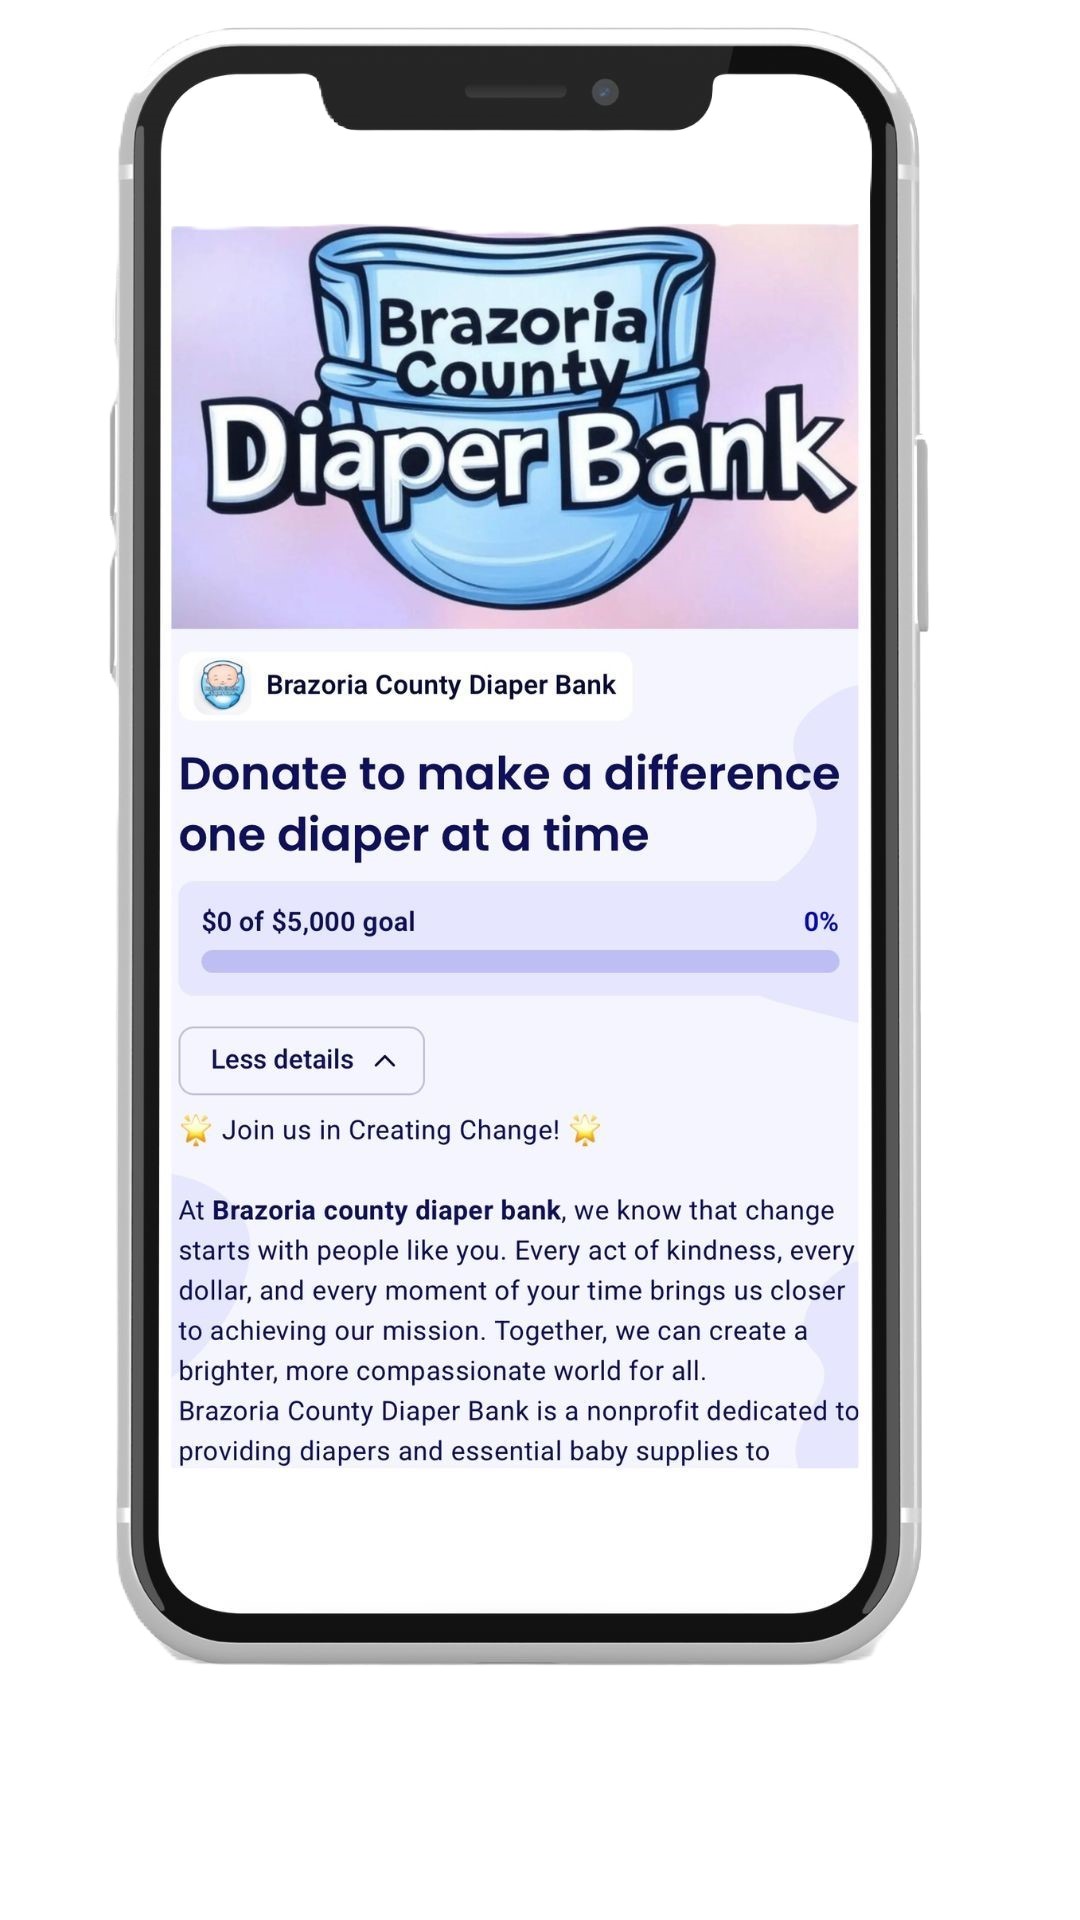 Brazoria
County
Diaper Bank
Brazoria County Diaper Bank
Donate to make a difference
one diaper at a time
$0 of $5,000 goal 0%
Less details
🌟 Join us in Creating Change! 🌟
At Brazoria county diaper bank, we know that change
starts with people like you. Every act of kindness, every
dollar, and every moment of your time brings us closer
to achieving our mission. Together, we can create a
brighter, more compassionate world for all.
Brazoria County Diaper Bank is a nonprofit dedicated to
providing diapers and essential baby supplies to